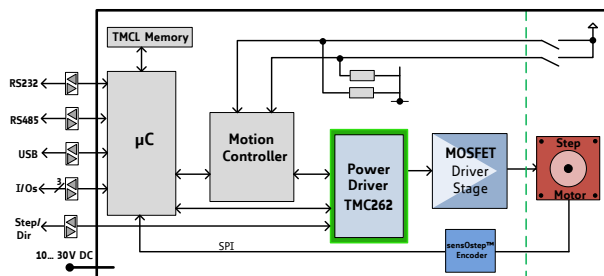 TMCL Memory
RS232
RS485
USB
3
I/Os
Step/
Dir
10... 30V DC
µC
Motion
Controller
Power
Driver
TMC262
MOSFET
Driver
Stage
Step
Motor
SPI
sensOstep™
Encoder